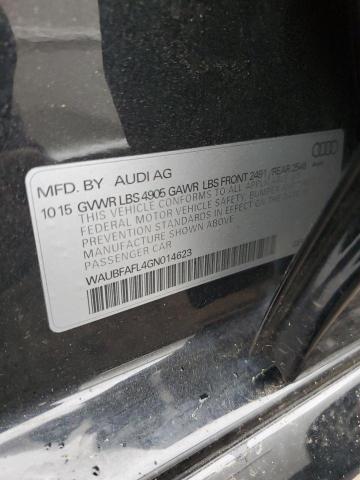 MFD. BY AUDI AG
10 15 GVWR LBS 4905 GAWR LBS FRONT 2491 / REAR 2548
THIS VEHICLE CONFORMS TO ALL APPLICABLE
FEDERAL MOTOR VEHICLE SAFETY, BUMPER, AND THEFT
PREVENTION STANDARDS IN EFFECT ON THE DATE OF
MANUFACTURE SHOWN ABOVE
PASSENGER CAR
WAUBFAFL4GN014623